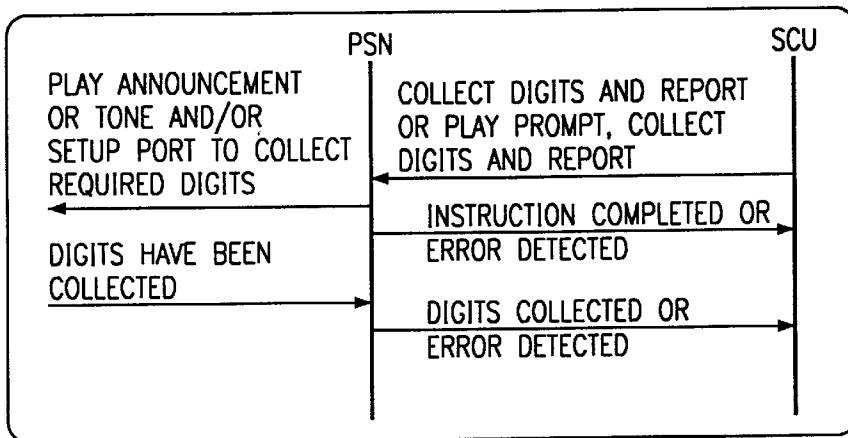 PSN
SCU
PLAY ANNOUNCEMENT
OR TONE AND/OR
SETUP PORT TO COLLECT
REQUIRED DIGITS
COLLECT DIGITS AND REPORT
OR PLAY PROMPT, COLLECT
DIGITS AND REPORT
INSTRUCTION COMPLETED OR
ERROR DETECTED
DIGITS HAVE BEEN
COLLECTED
DIGITS COLLECTED OR
ERROR DETECTED